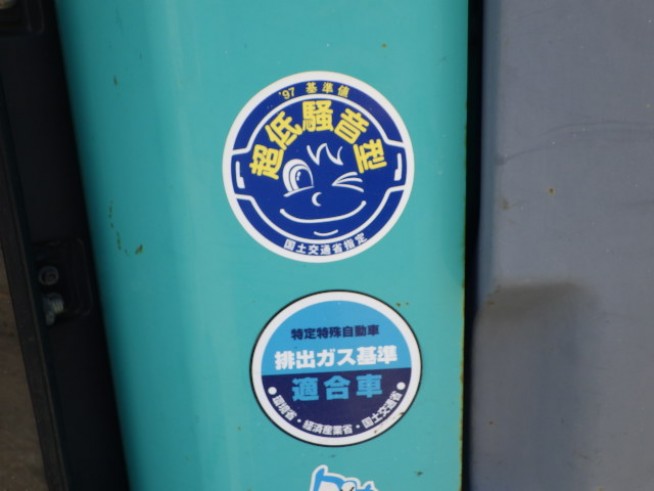 '97 基準値
超低騒音型
国土交通省指定
特定特殊自動車
排出ガス基準
適合車
●環境省・経済産業省・国土交通省●